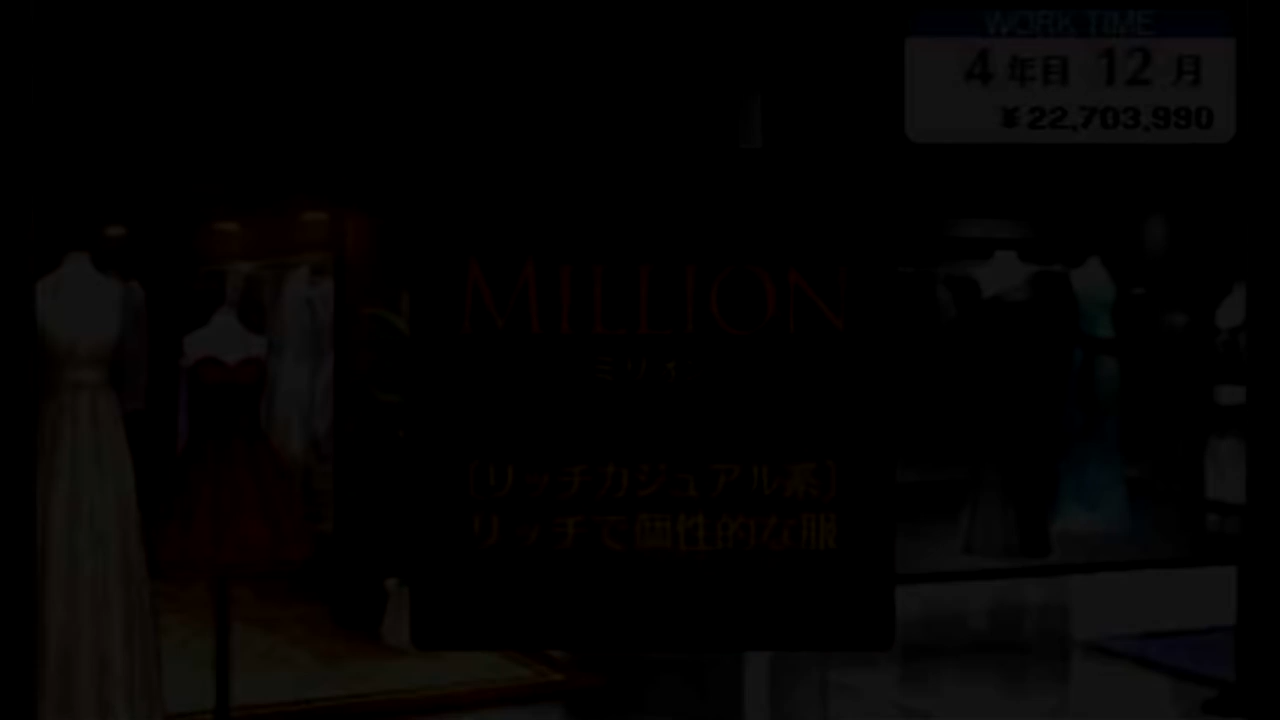 WORK TIME
4年目 12月
¥22,703,990
MILLION
ミリオ
[リッチカジュアル系]
リッチで個性的な服